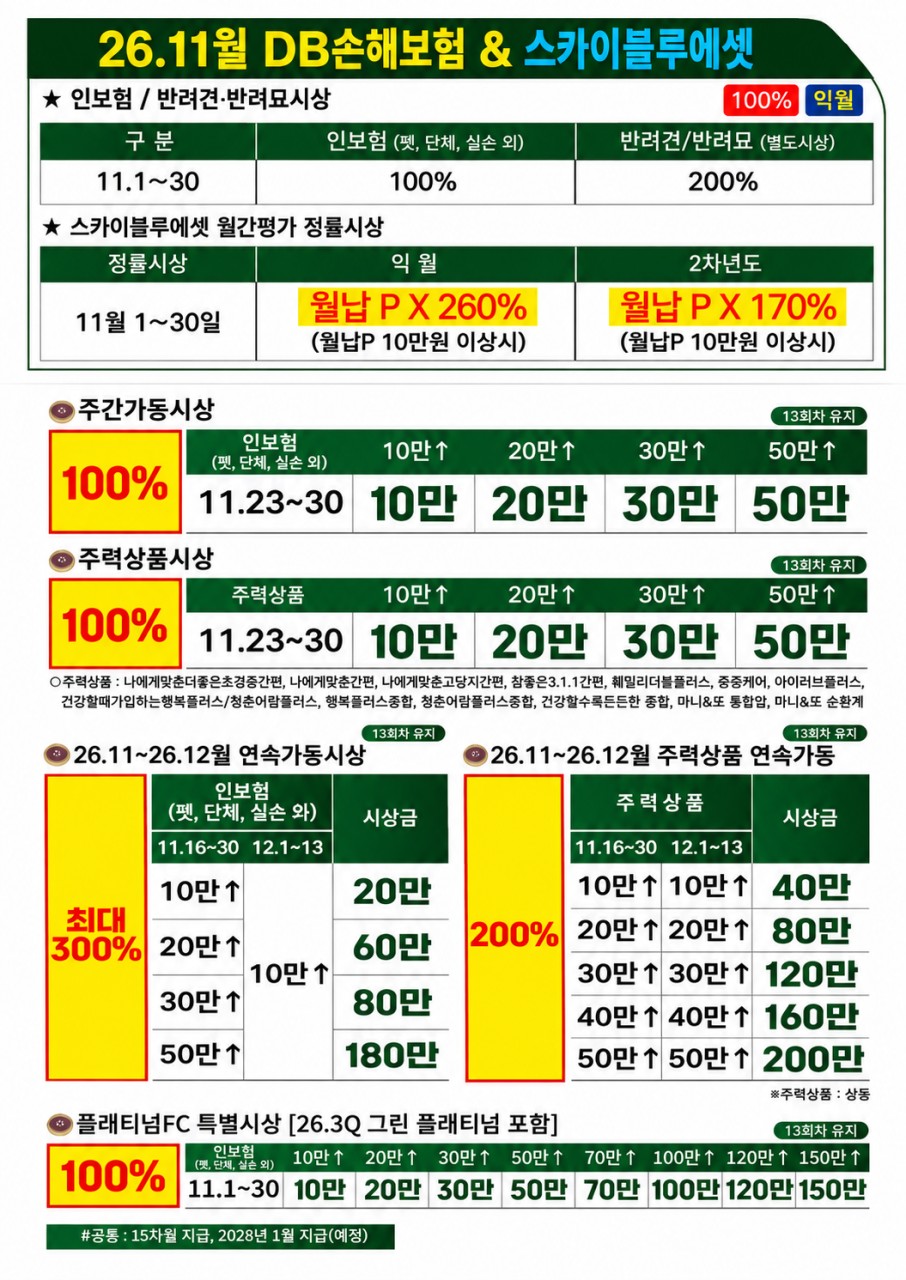 26.11월 DB손해보험 & 스카이블루에셋
★ 인보험 / 반려견·반려묘시상 100% 익월
구 분 인보험 (펫, 단체, 실손 외) 반려견/반려묘 (별도시상)
11.1~30 100% 200%
★ 스카이블루에셋 월간평가 정률시상
정률시상 익 월 2차년도
11월 1~30일 월납 P X 260% 월납 P X 170%
(월납P 10만원 이상시) (월납P 10만원 이상시)
주간가동시상 13회차 유지
100%
인보험 10만↑ 20만↑ 30만↑ 50만↑
(펫, 단체, 실손 외)
11.23~30 10만 20만 30만 50만
주력상품시상 13회차 유지
100%
주력상품 10만↑ 20만↑ 30만↑ 50만↑
11.23~30 10만 20만 30만 50만
○주력상품 : 나에게맞춘더좋은초경중간편, 나에게맞춘간편, 나에게맞춘고당지간편, 참좋은3.1.1간편, 훼밀리더블플러스, 중중케어, 아이러브플러스,
건강할때가입하는행복플러스/청춘어람플러스, 행복플러스종합, 청춘어람플러스종합, 건강할수록든든한 종합, 마니&또 통합암, 마니&또 순환계
13회차 유지
26.11~26.12월 연속가동시상
최대
300%
인보험
(펫, 단체, 실손 와) 시상금
11.16~30 12.1~13
10만↑ 20만
20만↑ 60만
10만↑
30만↑ 80만
50만↑ 180만
13회차 유지
26.11~26.12월 주력상품 연속가동
200%
주력상품 시상금
11.16~30 12.1~13
10만↑ 10만↑ 40만
20만↑ 20만↑ 80만
30만↑ 30만↑ 120만
40만↑ 40만↑ 160만
50만↑ 50만↑ 200만
※주력상품 : 상동
플래티넘FC 특별시상 [26.3Q 그린 플래티넘 포함] 13회차 유지
100%
인보험 10만↑ 20만↑ 30만↑ 50만↑ 70만↑ 100만↑ 120만↑ 150만↑
(펫, 단체, 실손 외)
11.1~30 10만 20만 30만 50만 70만 100만 120만 150만
#공통 : 15차월 지급, 2028년 1월 지급(예정)